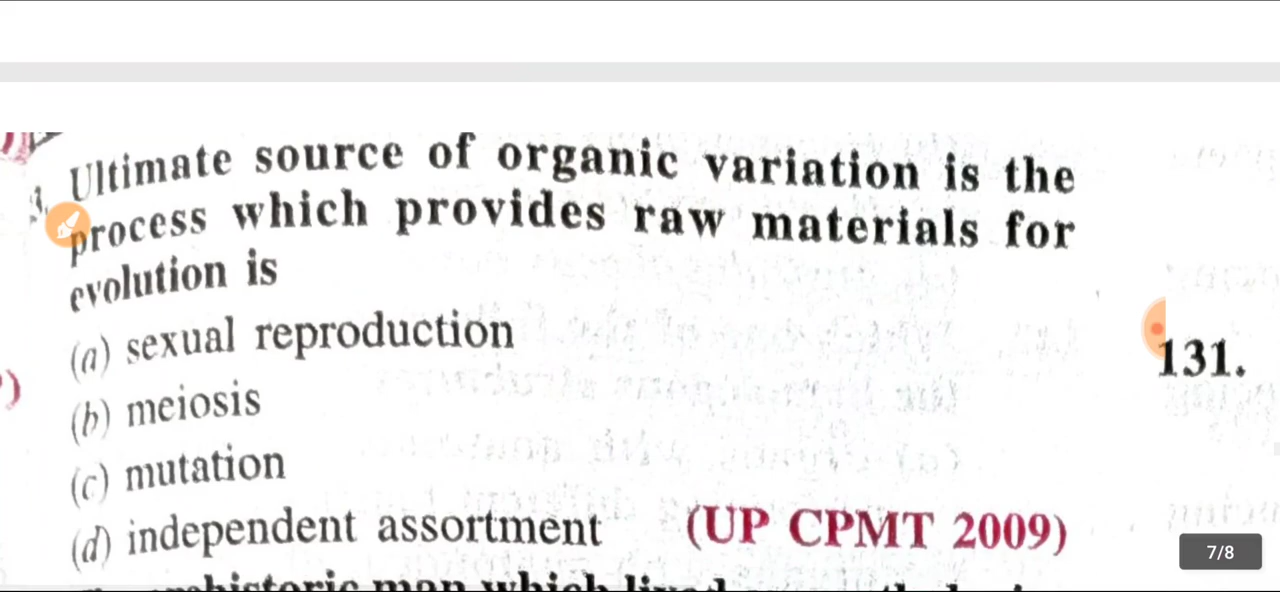 Ultimate source of organic variation is the
process which provides raw materials for
evolution is
(a) sexual reproduction
(b) meiosis
(c) mutation
(d) independent assortment (UP CPMT 2009)
131.
7/8